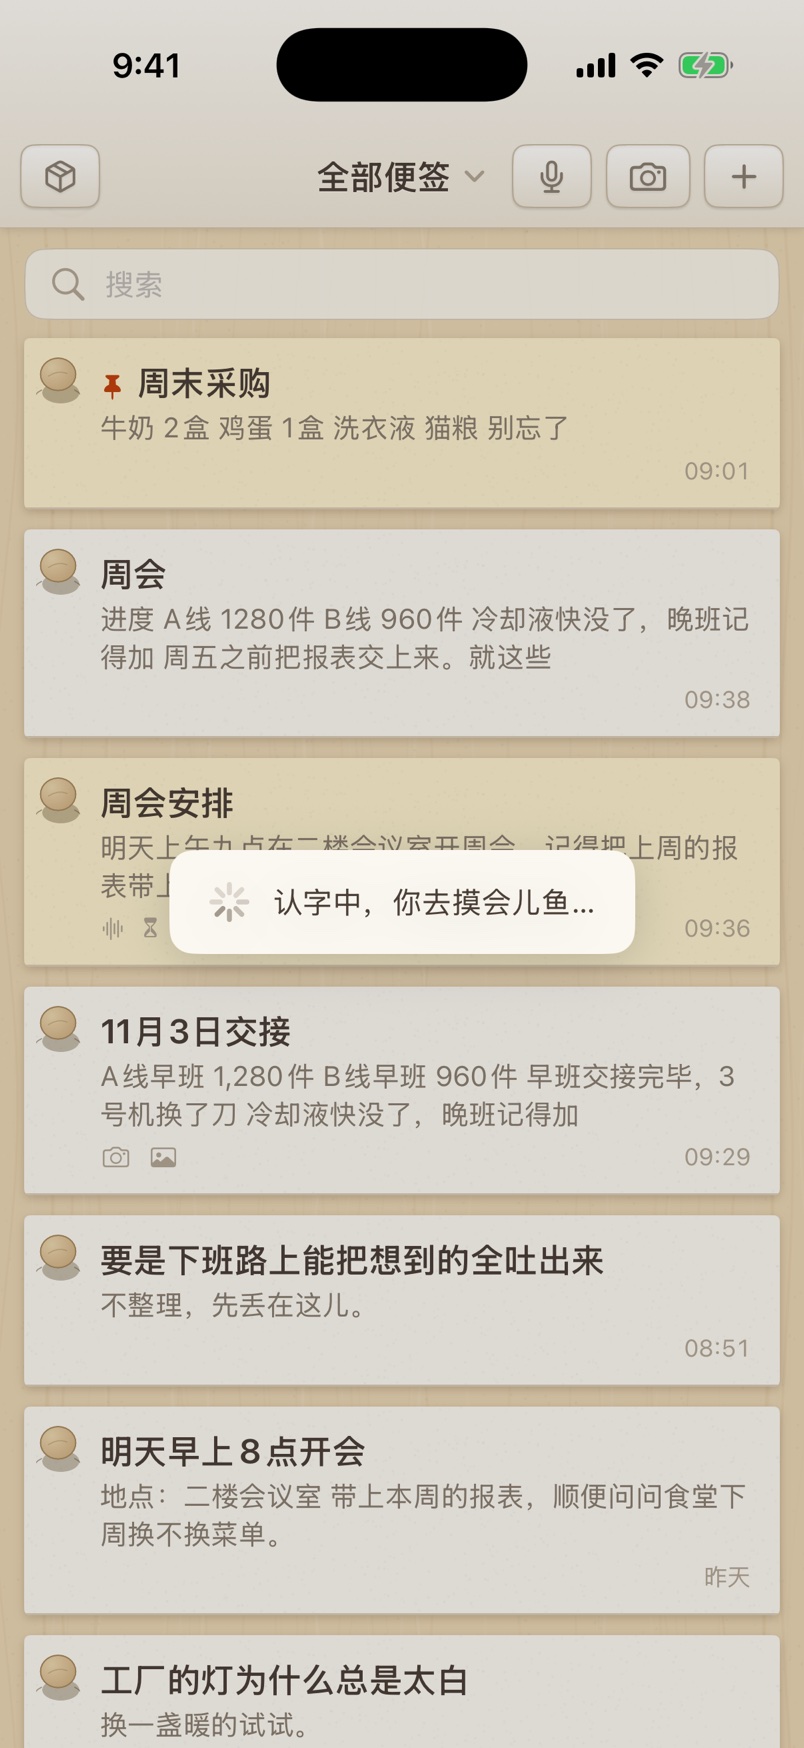 9:41
全部便签
搜索
周末采购
牛奶 2盒 鸡蛋 1盒 洗衣液 猫粮 别忘了
09:01
周会
进度 A线 1280件 B线 960件 冷却液快没了，晚班记
得加 周五之前把报表交上来。就这些
09:38
周会安排
明天上午九点在二楼会议室开周会，记得把上周的报
表带上
认字中，你去摸会儿鱼...
09:36
11月3日交接
A线早班 1,280件 B线早班 960件 早班交接完毕，3
号机换了刀 冷却液快没了，晚班记得加
09:29
要是下班路上能把想到的全吐出来
不整理，先丢在这儿。
08:51
明天早上8点开会
地点：二楼会议室 带上本周的报表，顺便问问食堂下
周换不换菜单。
昨天
工厂的灯为什么总是太白
换一盏暖的试试。